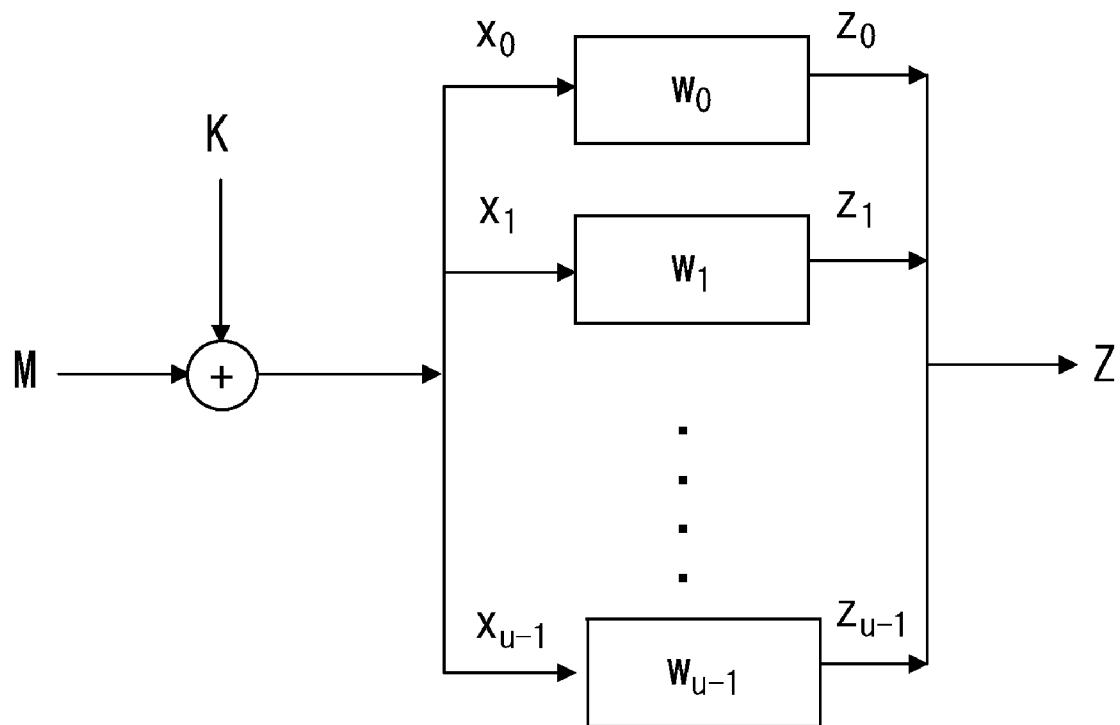 x₀ z₀
w₀
K
x₁ z₁
w₁
M + Z
x᎐u-1 z᎐u-1
w᎐u-1